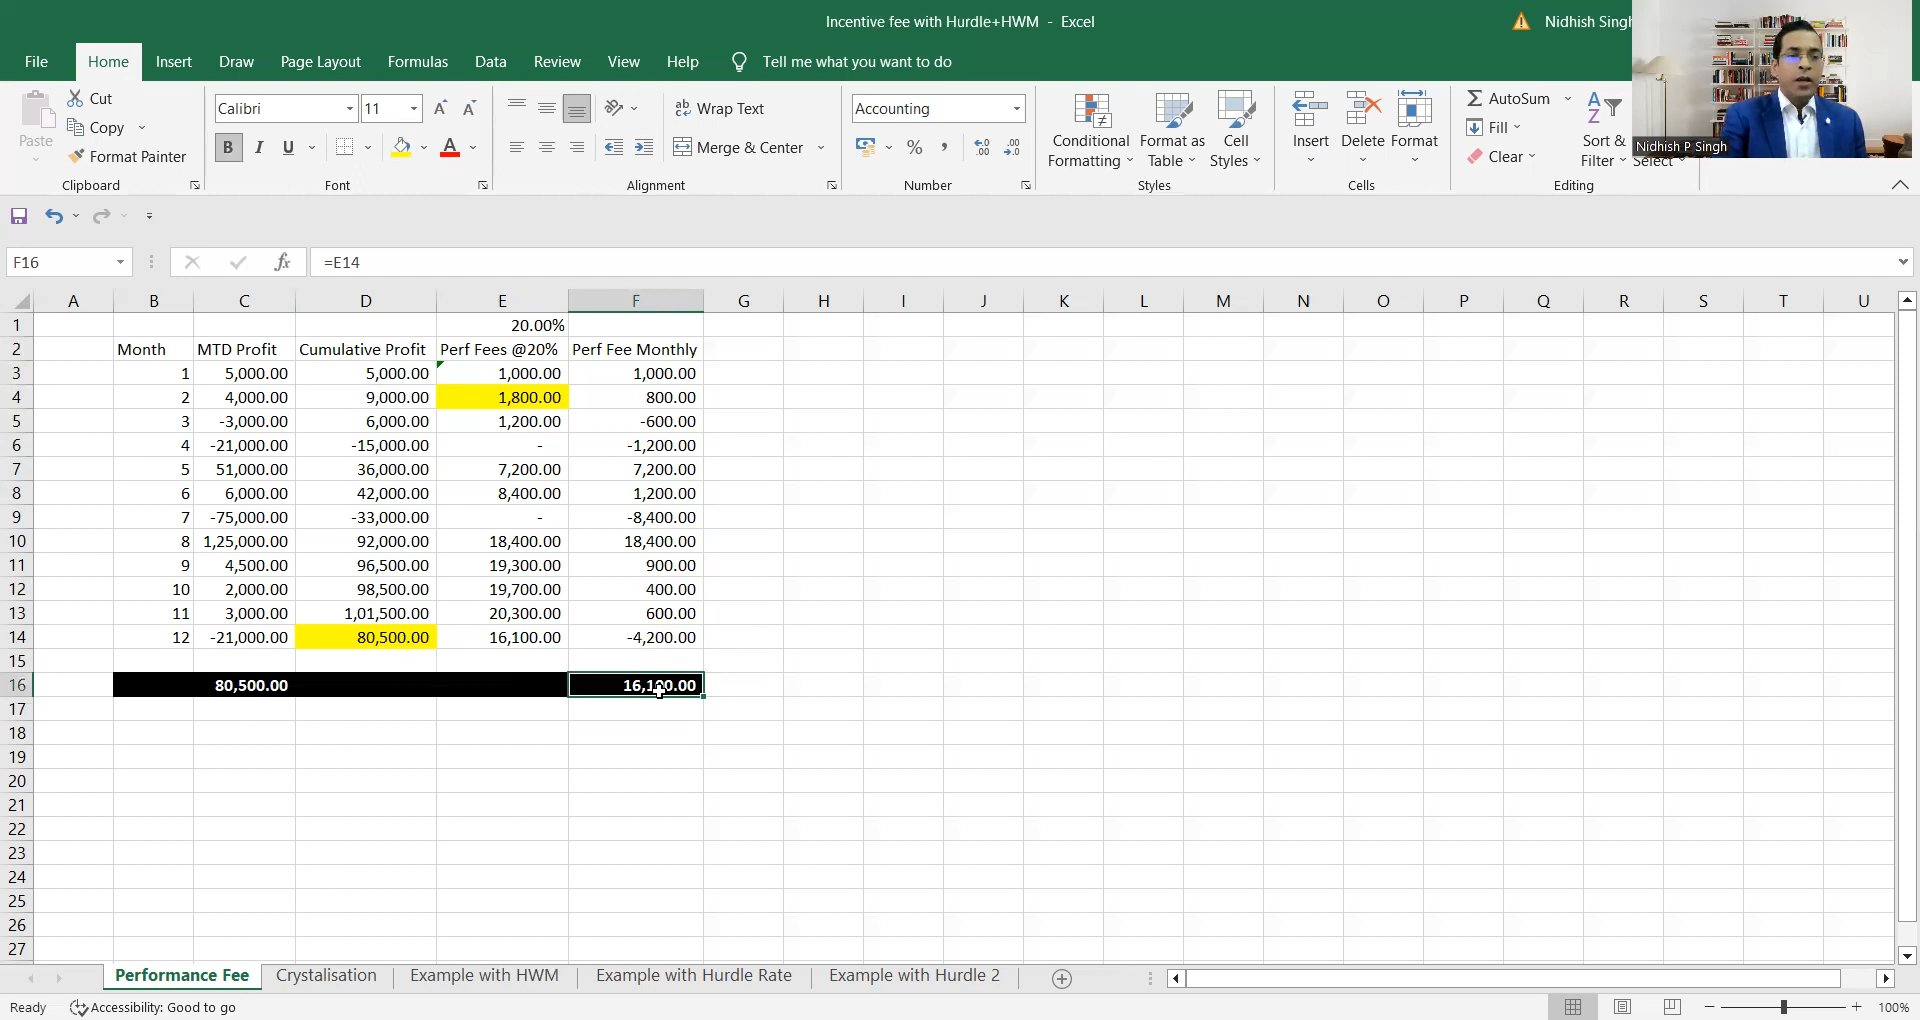 Incentive fee with Hurdle+HWM - Excel
Nidhish Singh
File Home Insert Draw Page Layout Formulas Data Review View Help Tell me what you want to do
Paste
Cut
Copy
Format Painter
Clipboard
Calibri 11
B I U
Font
Wrap Text
Merge & Center
Alignment
Accounting
%
Number
Conditional Formatting
Format as Table
Cell Styles
Styles
Insert Delete Format
Cells
AutoSum
Fill
Clear
Sort & Filter
Select
Editing
Nidhish P Singh
F16 fx =E14
A B C D E F G H I J K L M N O P Q R S T U
1 20.00%
2 Month MTD Profit Cumulative Profit Perf Fees @20% Perf Fee Monthly
3 1 5,000.00 5,000.00 1,000.00 1,000.00
4 2 4,000.00 9,000.00 1,800.00 800.00
5 3 -3,000.00 6,000.00 1,200.00 -600.00
6 4 -21,000.00 -15,000.00 - -1,200.00
7 5 51,000.00 36,000.00 7,200.00 7,200.00
8 6 6,000.00 42,000.00 8,400.00 1,200.00
9 7 -75,000.00 -33,000.00 - -8,400.00
10 8 1,25,000.00 92,000.00 18,400.00 18,400.00
11 9 4,500.00 96,500.00 19,300.00 900.00
12 10 2,000.00 98,500.00 19,700.00 400.00
13 11 3,000.00 1,01,500.00 20,300.00 600.00
14 12 -21,000.00 80,500.00 16,100.00 -4,200.00
15
16 80,500.00 16,100.00
17
18
19
20
21
22
23
24
25
26
27
Performance Fee Crystalisation Example with HWM Example with Hurdle Rate Example with Hurdle 2
Ready Accessibility: Good to go 100%